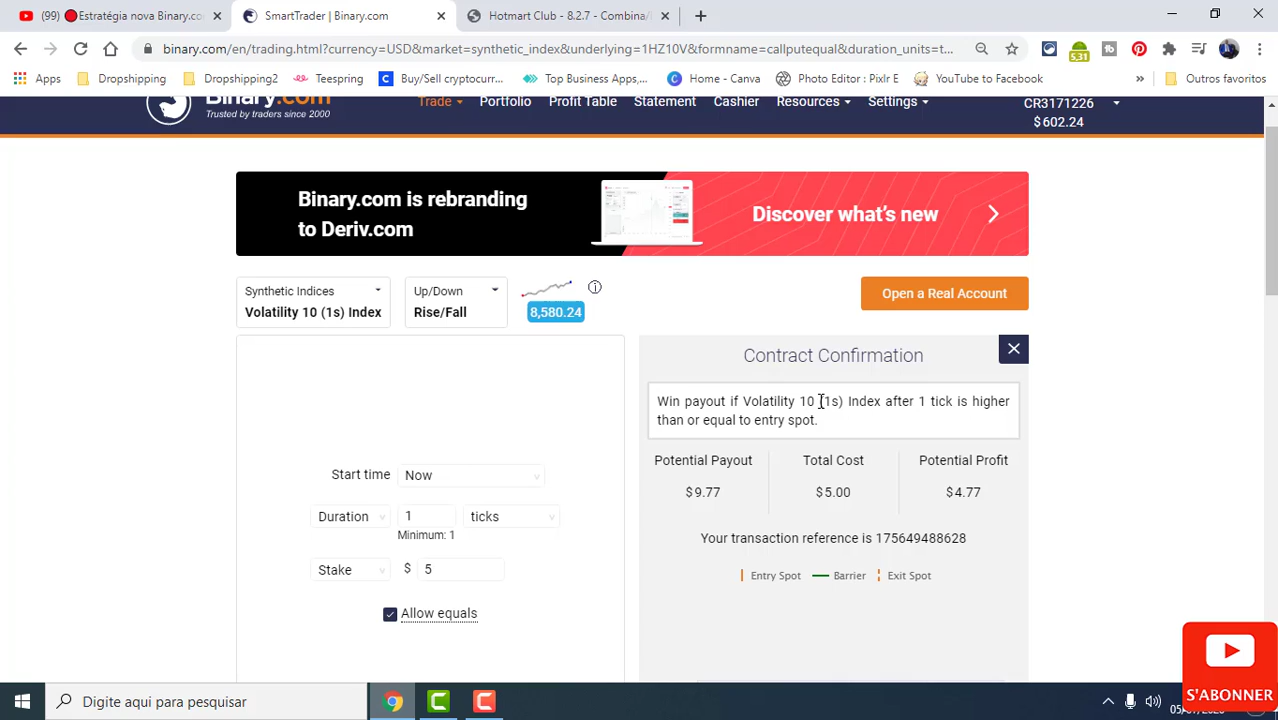 (99) Estratégia nova Binary.com
SmartTrader | Binary.com
Hotmart Club - 8.2.7 - Combina/
binary.com/en/trading.html?currency=USD&market=synthetic_index&underlying=1HZ10V&formname=callputequal&duration_units=t...
5,31
Apps
Dropshipping
Dropshipping2
Teespring
Buy/Sell cryptocurr...
Top Business Apps,...
Home - Canva
Photo Editor : Pixlr E
YouTube to Facebook
»
Outros favoritos
Binary.com
Trusted by traders since 2000
Trade
Portfolio
Profit Table
Statement
Cashier
Resources
Settings
CR3171226
$ 602.24
Binary.com is rebranding
to Deriv.com
Discover what's new
Synthetic Indices
Volatility 10 (1s) Index
Up/Down
Rise/Fall
8,580.24
Open a Real Account
Contract Confirmation
Win payout if Volatility 10 (1s) Index after 1 tick is higher
than or equal to entry spot.
Potential Payout
Total Cost
Potential Profit
$ 9.77
$ 5.00
$ 4.77
Your transaction reference is 175649488628
Entry Spot
Barrier
Exit Spot
Start time
Now
Duration
1
ticks
Minimum: 1
Stake
$
5
Allow equals
S'ABONNER
Digite aqui para pesquisar